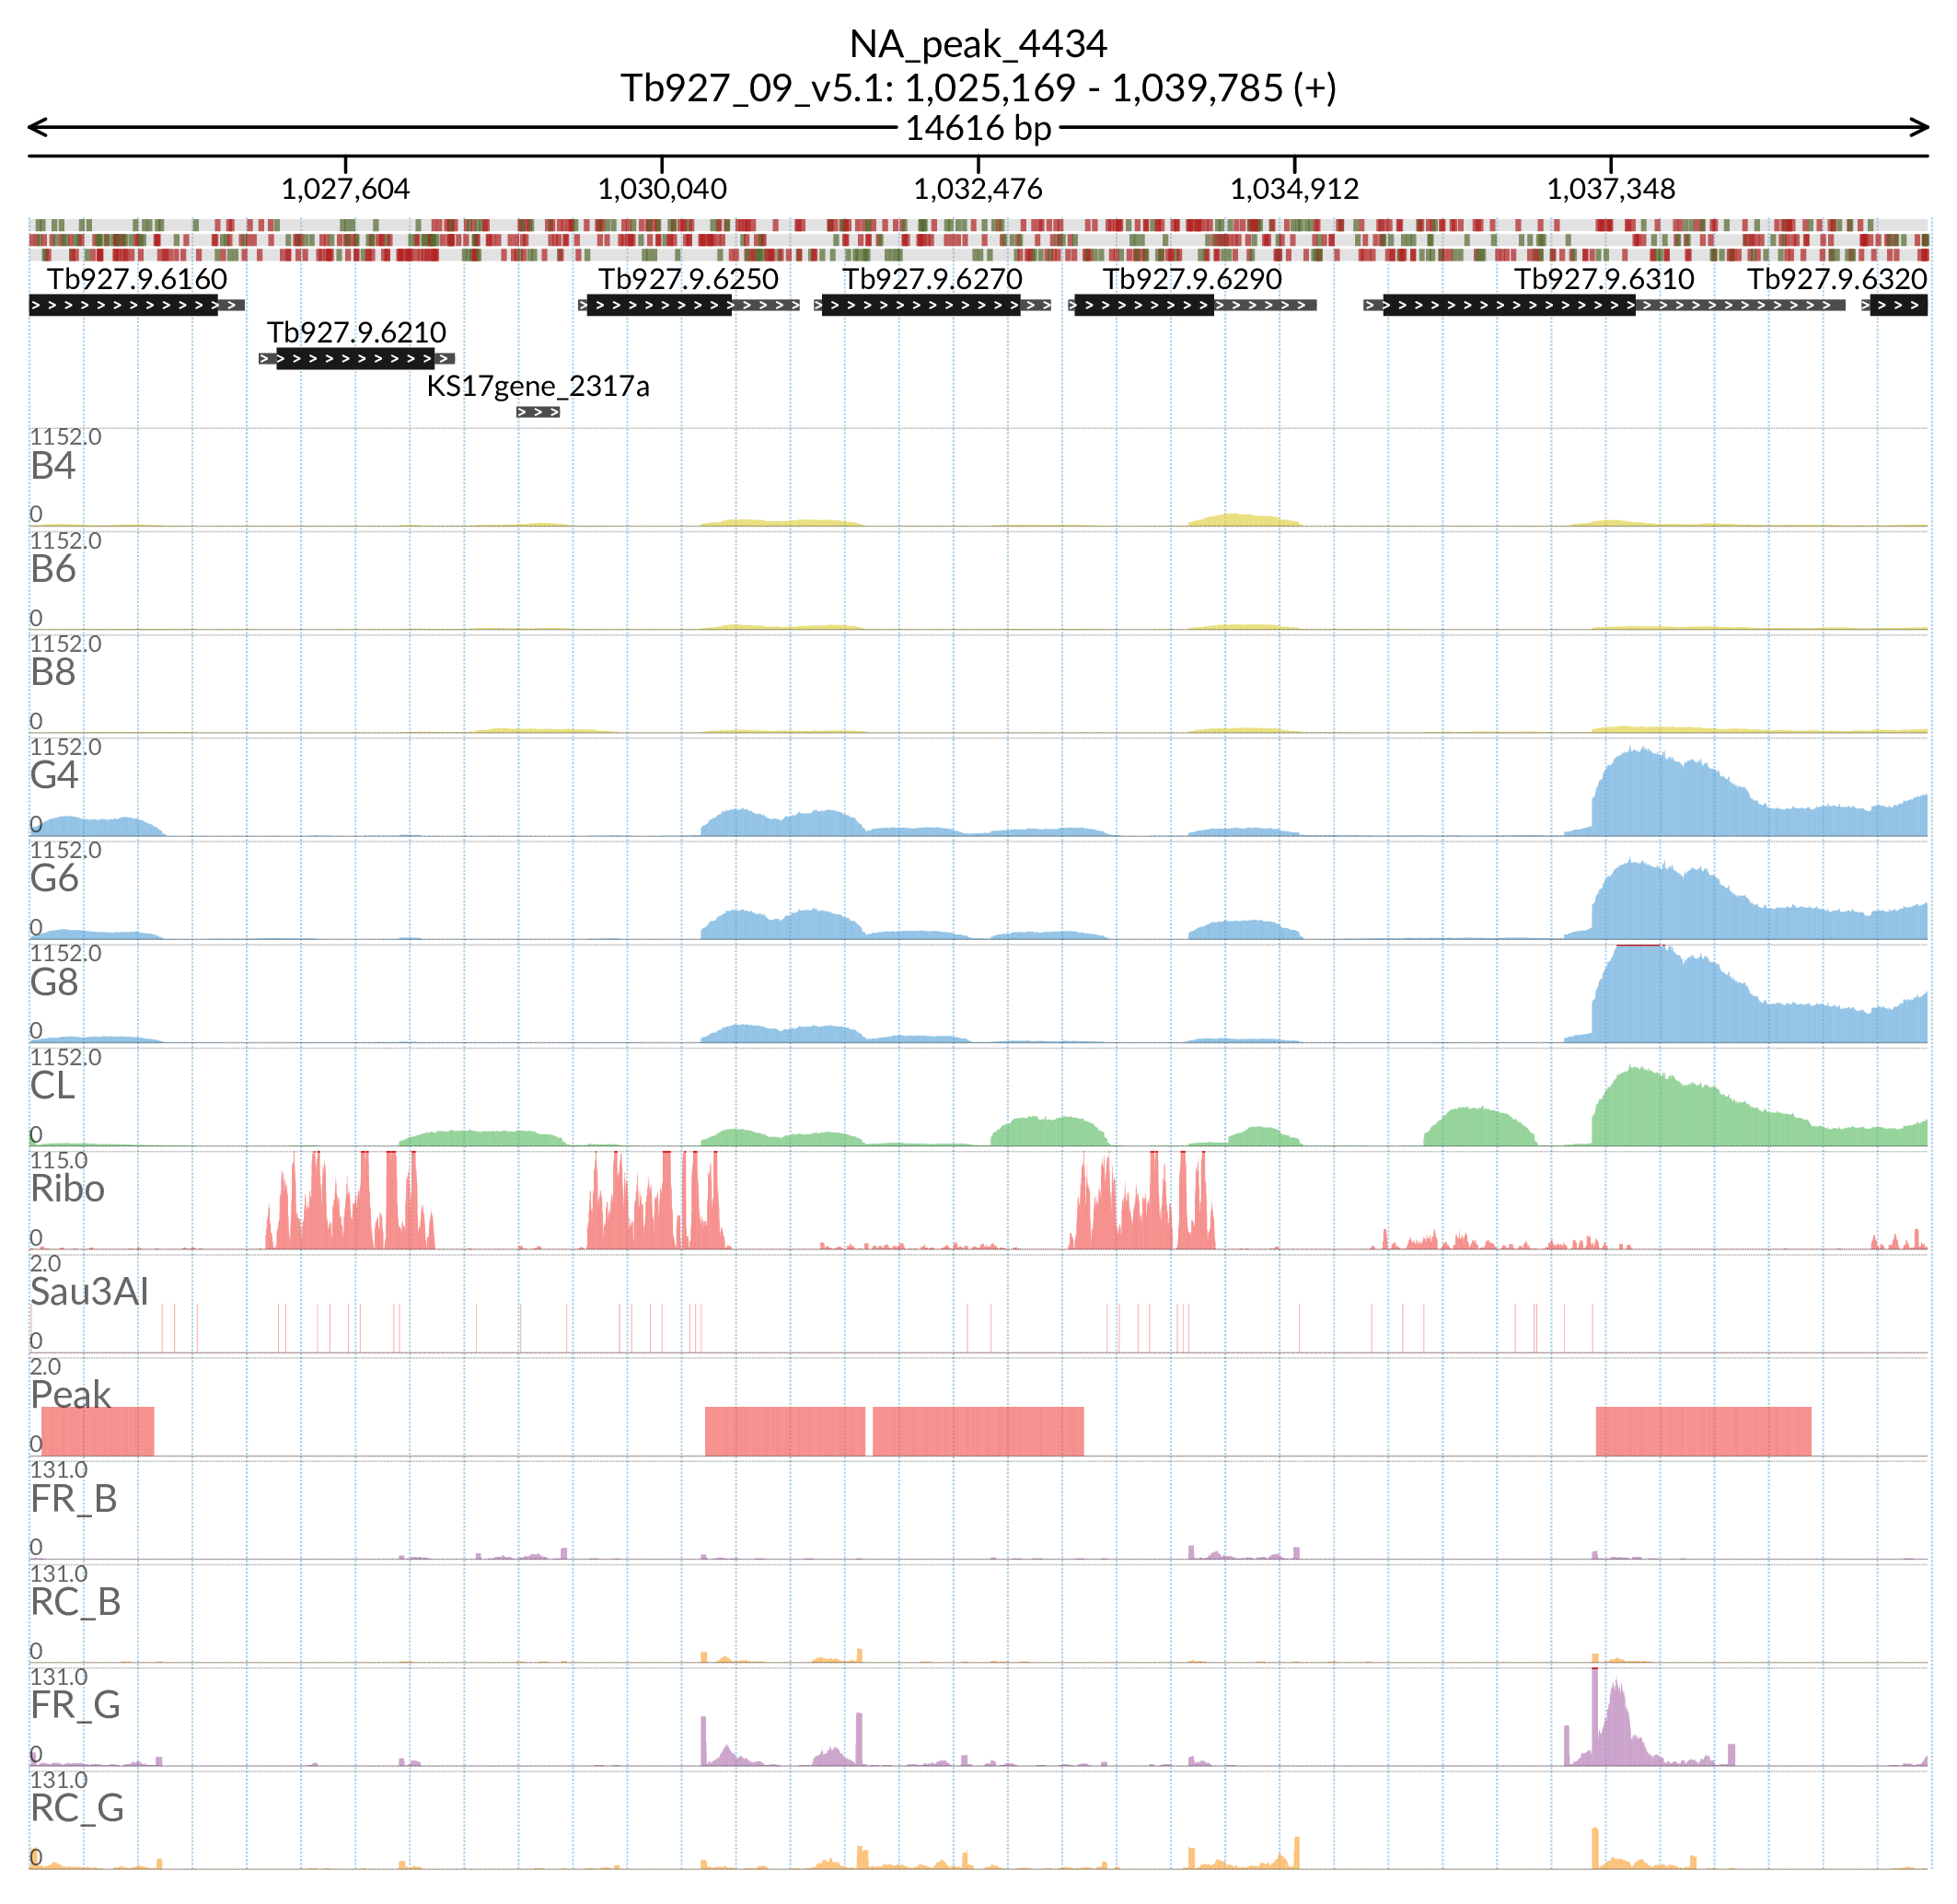 NA_peak_4434
Tb927_09_v5.1: 1,025,169 - 1,039,785 (+)
14616 bp
1,027,604 1,030,040 1,032,476 1,034,912 1,037,348
Tb927.9.6160 Tb927.9.6250 Tb927.9.6270 Tb927.9.6290 Tb927.9.6310 Tb927.9.6320
Tb927.9.6210
KS17gene_2317a
1152.0
B4
0
1152.0
B6
0
1152.0
B8
0
1152.0
G4
0
1152.0
G6
0
1152.0
G8
0
1152.0
CL
0
115.0
Ribo
0
2.0
Sau3AI
0
2.0
Peak
0
131.0
FR_B
0
131.0
RC_B
0
131.0
FR_G
0
131.0
RC_G
0